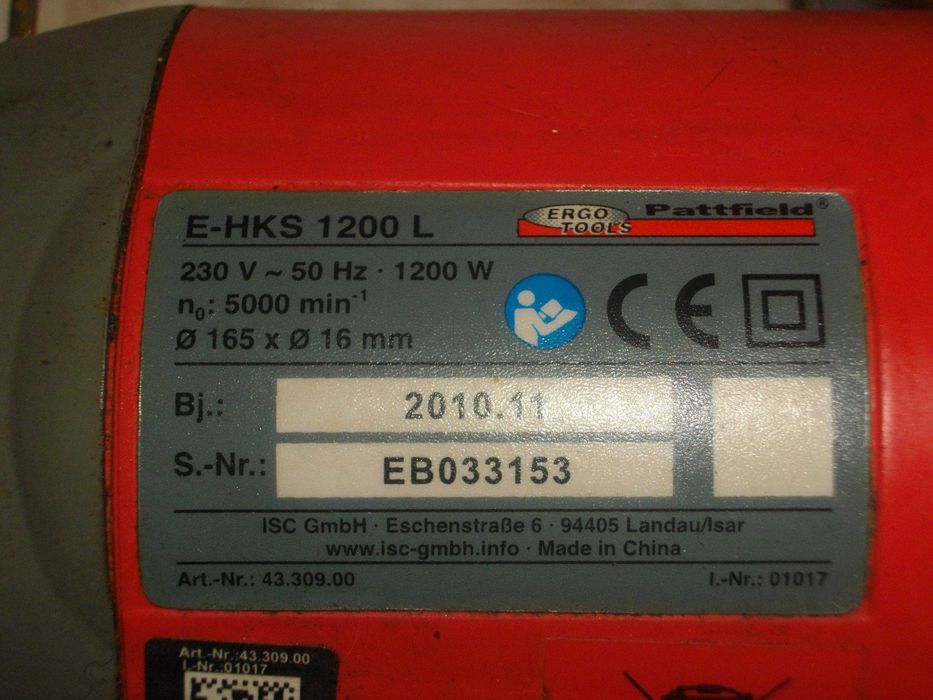 E-HKS 1200 L
ERGO TOOLS Pattfield®
230 V ~ 50 Hz · 1200 W
n₀: 5000 min⁻¹
Ø 165 x Ø 16 mm
CE
Bj.: 2010.11
S.-Nr.: EB033153
ISC GmbH · Eschenstraße 6 · 94405 Landau/Isar
www.isc-gmbh.info · Made in China
Art.-Nr.: 43.309.00 I.-Nr.: 01017
Art.-Nr.:43.309.00
I.-Nr.:01017